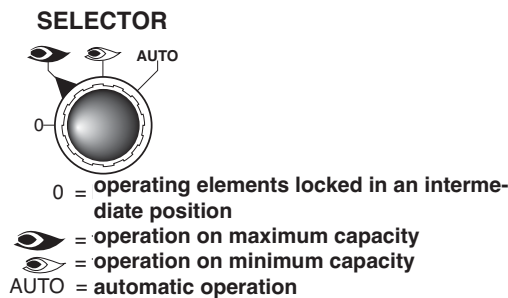 SELECTOR
AUTO
0
0 = operating elements locked in an interme-
diate position
= operation on maximum capacity
= operation on minimum capacity
AUTO = automatic operation